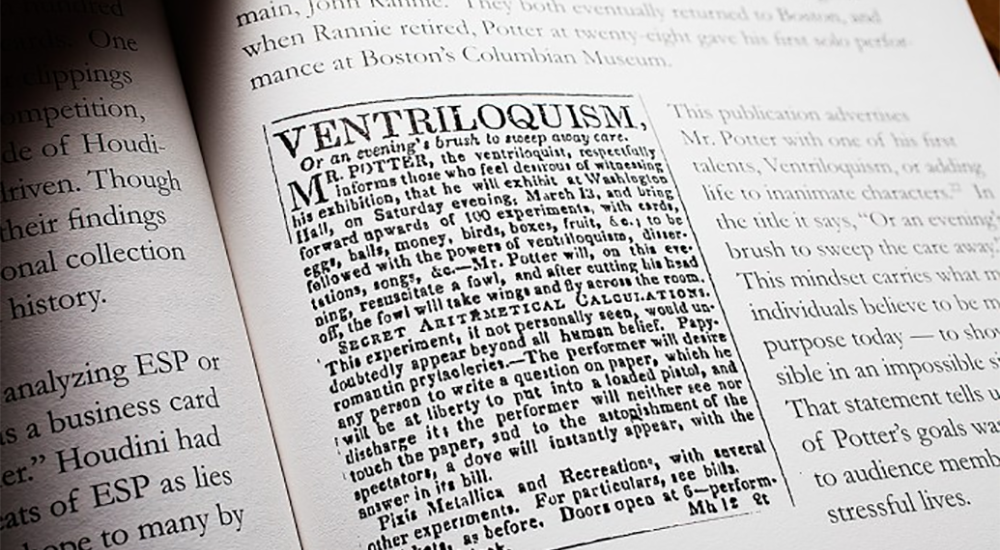 hundred
One
clippings
ompetition,
de of Houdi-
driven. Though
their findings
onal collection
history.
analyzing ESP or
as a business card
er.” Houdini had
eats of ESP as lies
hope to many by
main, John Rannie. They both eventually returned to Boston, and
when Rannie retired, Potter at twenty-eight gave his first solo perfor-
mance at Boston’s Columbian Museum.
VENTRILOQUISM,
Or an evening's brush to sweep away care.
MR. POTTER, the ventriloquist, respectfully
informs those who feel desirous of witnessing
his exhibition, that he will exhibit at Washington
Hall, on Saturday evening, March 13, and bring
forward upwards of 100 experiments, with cards,
eggs, balls, money, birds, boxes, fruit, &c.; to be
followed with the powers of ventriloquism, disser-
tations, songs, &c.—Mr. Potter will, on this eve-
ning, resuscitate a fowl, and after cutting his head
off, the fowl will take wings and fly across the room.
SECRET ARITHMETICAL CALCULATIONS.
This experiment, if not personally seen, would un-
doubtedly appear beyond all human belief. Papy-
romantin prylacleries.—The performer will desire
any person to write a question on paper, which he
will be at liberty to put into a loaded pistol, and
discharge it; the performer will neither see nor
touch the paper, and to the astonishment of the
spectators, a dove will instantly appear, with the
answer in its bill.
Pixis Metallica and Recreations, with several
other experiments. For particulars, see bills.
as before. Doors open at 6—perform-
Mh 12 2t
This publication advertises
Mr. Potter with one of his first
talents, Ventriloquism, or adding
life to inanimate characters. In
the title it says, “Or an evening’
brush to sweep the care away.
This mindset carries what m
individuals believe to be m
purpose today — to sho
sible in an impossible s
That statement tells u
of Potter’s goals wa
to audience memb
stressful lives.